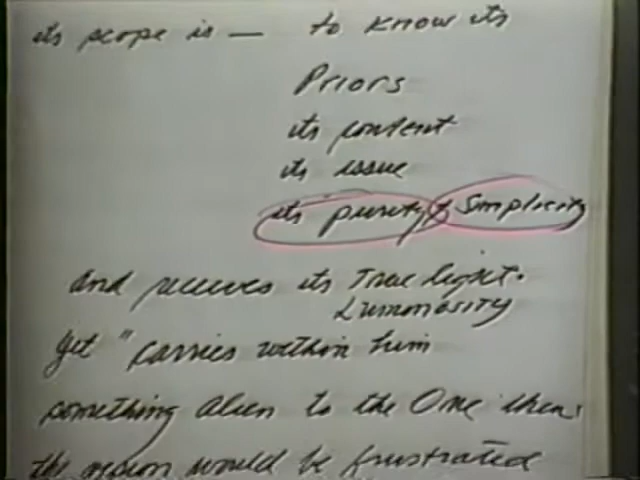 its scope is — to know its
Priors
its content
its issue
its purity & Simplicity
and receives its True light.
Luminosity
yet "carries within him
something alien to the One then
the vision would be frustrated